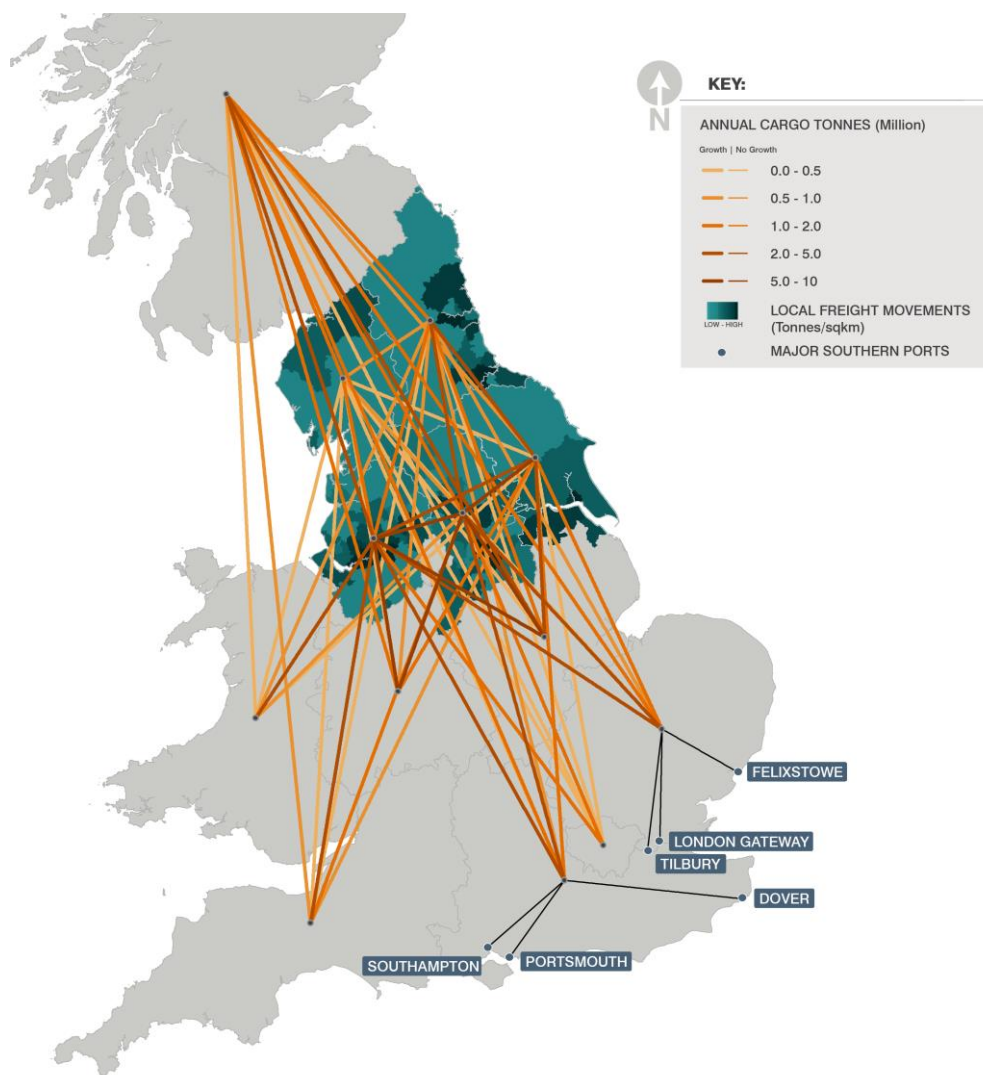 KEY:
N
ANNUAL CARGO TONNES (Million)
Growth | No Growth
0.0 - 0.5
0.5 - 1.0
1.0 - 2.0
2.0 - 5.0
5.0 - 10
LOCAL FREIGHT MOVEMENTS
LOW - HIGH
(Tonnes/sqkm)
MAJOR SOUTHERN PORTS
FELIXSTOWE
LONDON GATEWAY
TILBURY
DOVER
SOUTHAMPTON
PORTSMOUTH